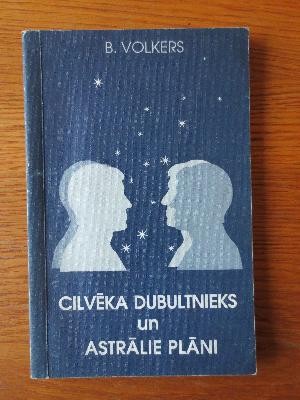 B. VOLKERS
CILVĒKA DUBULTNIEKS
un
ASTRĀLIE PLĀNI